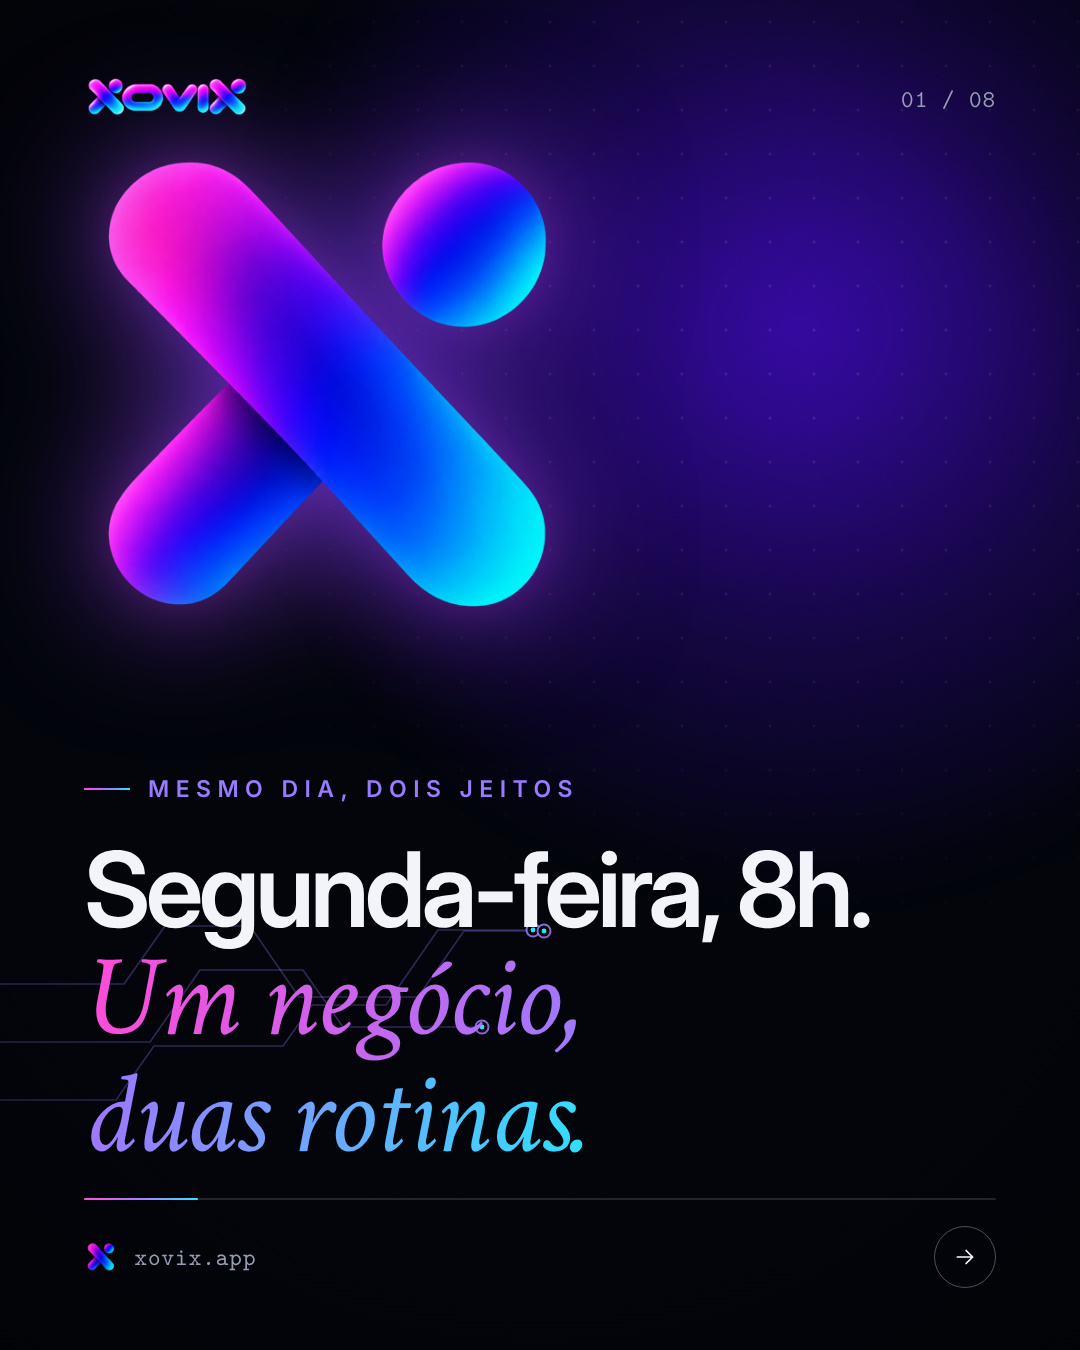 XOVIX
01 / 08
MESMO DIA, DOIS JEITOS
Segunda-feira, 8h.
Um negócio,
duas rotinas.
xovix.app